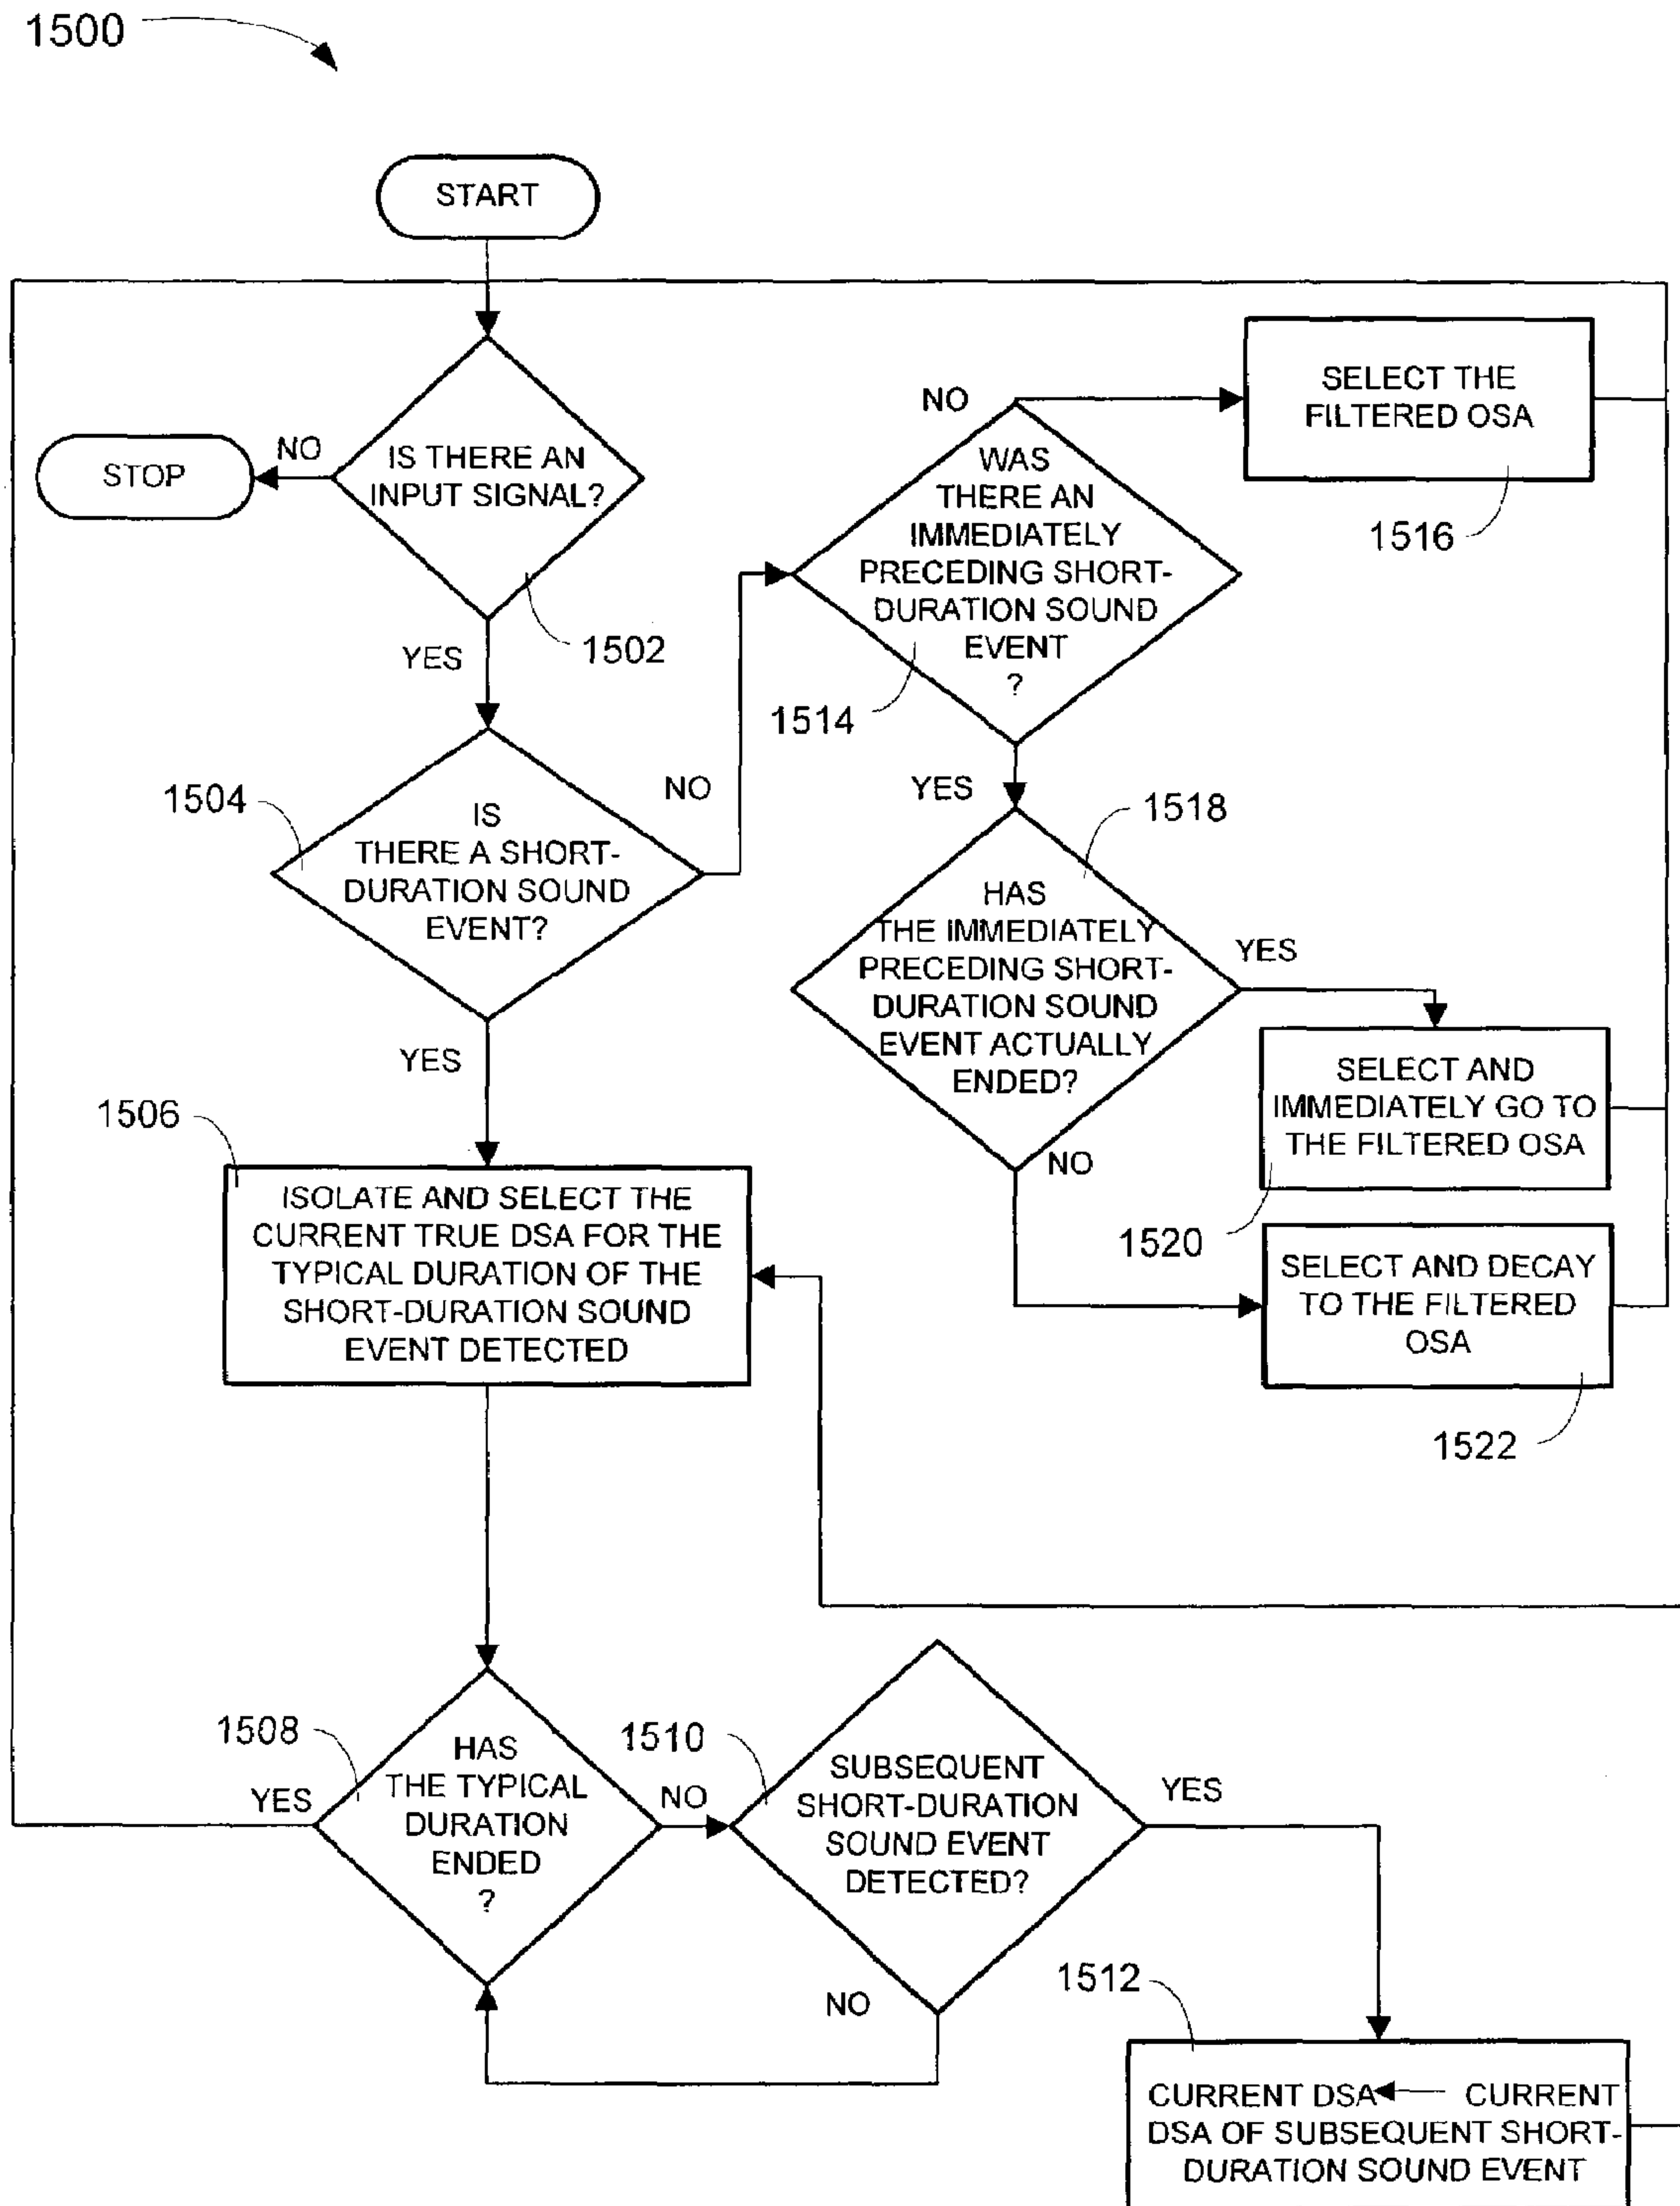 1500
START
STOP
NO
IS THERE AN
INPUT SIGNAL?
1502
YES
1504
IS
THERE A SHORT-
DURATION SOUND
EVENT?
NO
YES
NO
WAS
THERE AN
IMMEDIATELY
PRECEDING SHORT-
DURATION SOUND
EVENT
?
1514
SELECT THE
FILTERED OSA
1516
YES
1518
HAS
THE IMMEDIATELY
PRECEDING SHORT-
DURATION SOUND
EVENT ACTUALLY
ENDED?
YES
NO
SELECT AND
IMMEDIATELY GO TO
THE FILTERED OSA
1520
SELECT AND DECAY
TO THE FILTERED
OSA
1522
1506
ISOLATE AND SELECT THE
CURRENT TRUE DSA FOR THE
TYPICAL DURATION OF THE
SHORT-DURATION SOUND
EVENT DETECTED
1508
YES
HAS
THE TYPICAL
DURATION
ENDED
?
NO
1510
SUBSEQUENT
SHORT-DURATION
SOUND EVENT
DETECTED?
YES
NO
1512
CURRENT DSA ← CURRENT
DSA OF SUBSEQUENT SHORT-
DURATION SOUND EVENT